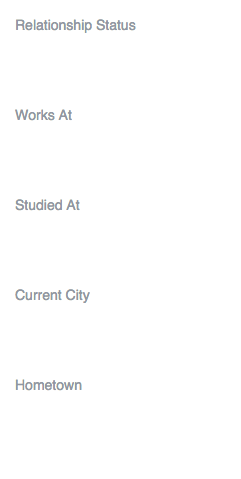 Relationship Status
Works At
Studied At
Current City
Hometown